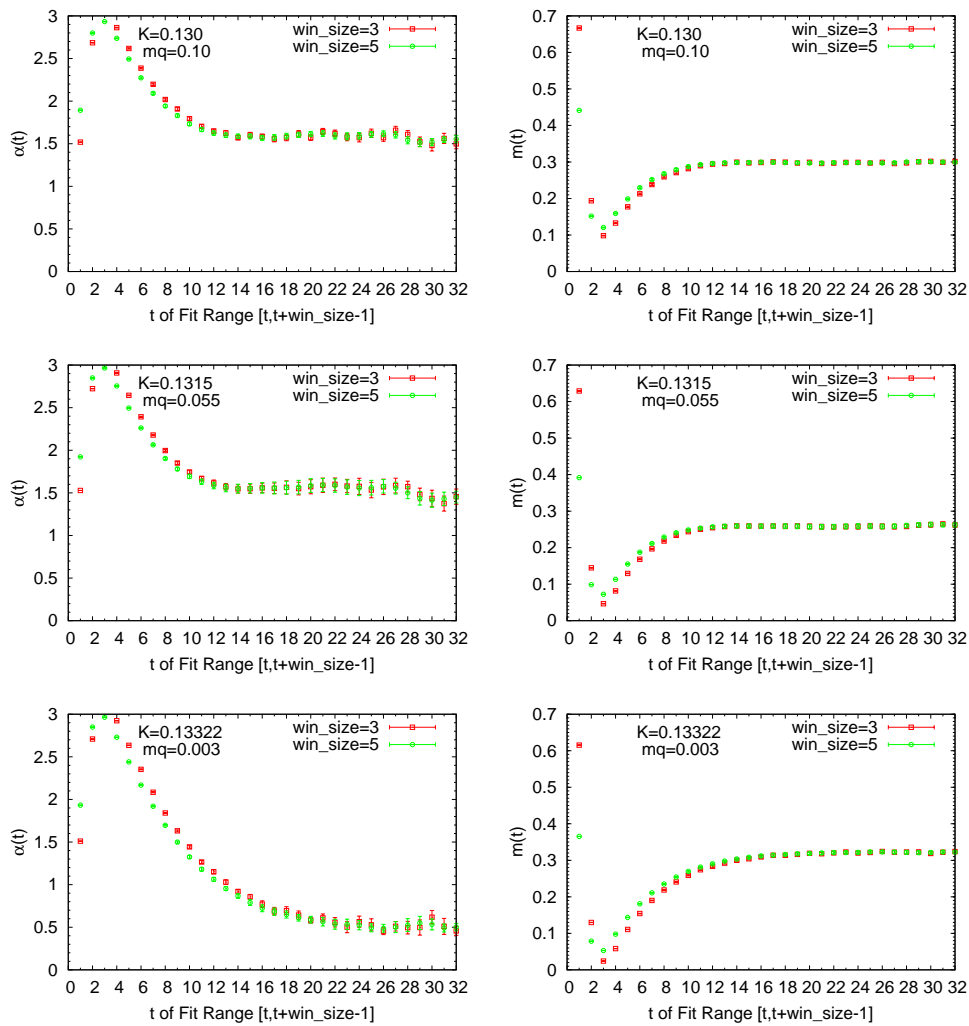 3
2.5
2
1.5
1
0.5
0
α(t)
K=0.130
mq=0.10
win_size=3
win_size=5
0 2 4 6 8 10 12 14 16 18 20 22 24 26 28 30 32
t of Fit Range [t,t+win_size-1]
0.7
0.6
0.5
0.4
0.3
0.2
0.1
0
m(t)
K=0.130
mq=0.10
win_size=3
win_size=5
0 2 4 6 8 10 12 14 16 18 20 22 24 26 28 30 32
t of Fit Range [t,t+win_size-1]
3
2.5
2
1.5
1
0.5
0
α(t)
K=0.1315
mq=0.055
win_size=3
win_size=5
0 2 4 6 8 10 12 14 16 18 20 22 24 26 28 30 32
t of Fit Range [t,t+win_size-1]
0.7
0.6
0.5
0.4
0.3
0.2
0.1
0
m(t)
K=0.1315
mq=0.055
win_size=3
win_size=5
0 2 4 6 8 10 12 14 16 18 20 22 24 26 28 30 32
t of Fit Range [t,t+win_size-1]
3
2.5
2
1.5
1
0.5
0
α(t)
K=0.13322
mq=0.003
win_size=3
win_size=5
0 2 4 6 8 10 12 14 16 18 20 22 24 26 28 30 32
t of Fit Range [t,t+win_size-1]
0.7
0.6
0.5
0.4
0.3
0.2
0.1
0
m(t)
K=0.13322
mq=0.003
win_size=3
win_size=5
0 2 4 6 8 10 12 14 16 18 20 22 24 26 28 30 32
t of Fit Range [t,t+win_size-1]